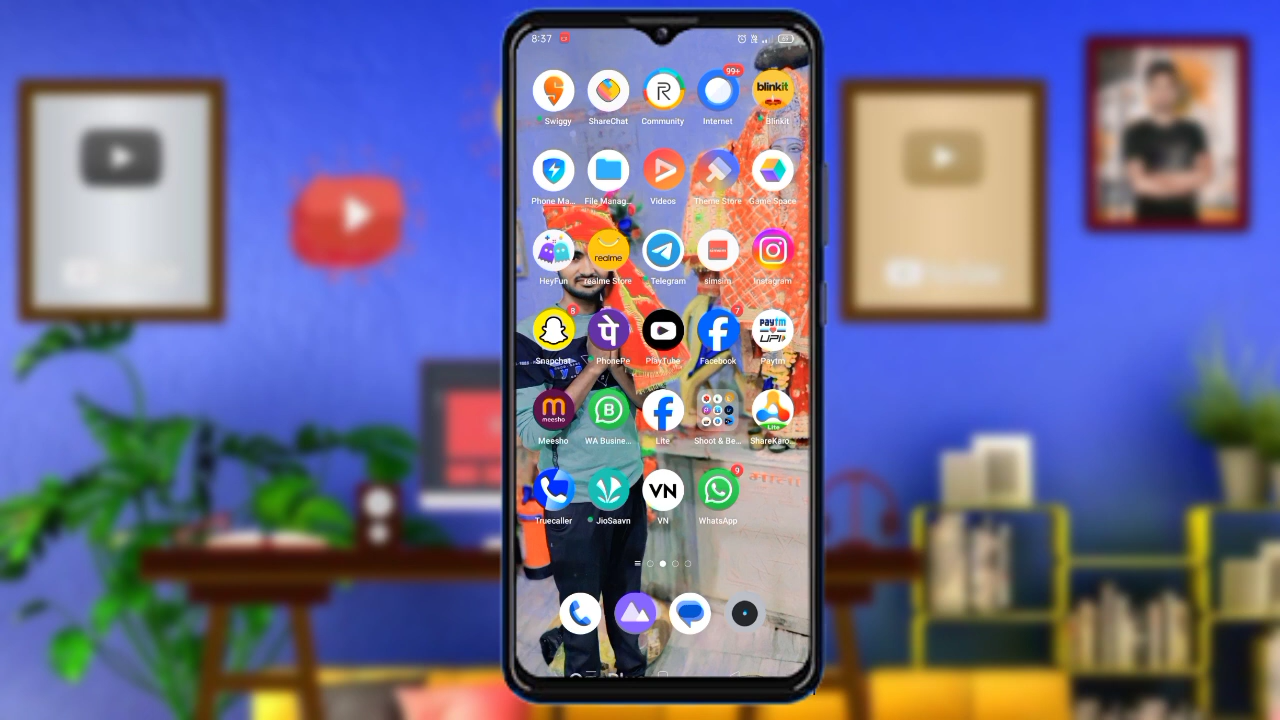 8:37
99+
blinkit
Swiggy ShareChat Community Internet Blinkit
Phone Ma... File Manag... Videos Theme Store Game Space
realme
HeyFun realme Store Telegram simsim Instagram
8 7
paytm
UPI
Snapchat PhonePe PlayTube Facebook Paytm
meesho
B
Lite
Meesho WA Busine... Lite Shoot & Be... ShareKaro...
9
VN
Truecaller JioSaavn VN WhatsApp